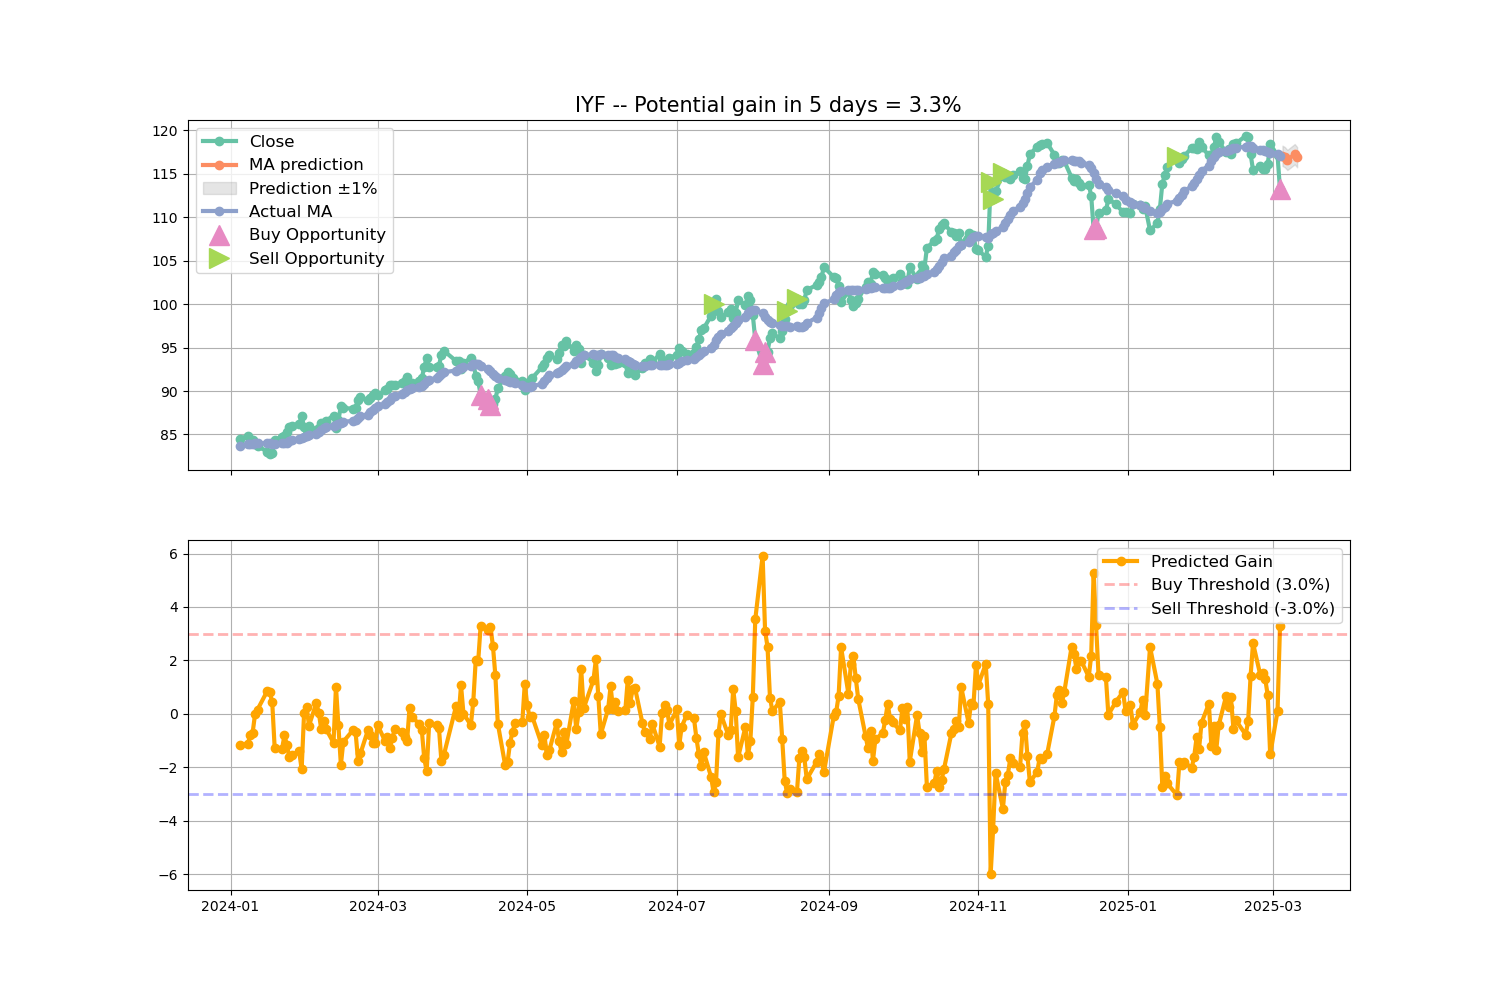 IYF -- Potential gain in 5 days = 3.3%
120
115
110
105
100
95
90
85
Close
MA prediction
Prediction ±1%
Actual MA
Buy Opportunity
Sell Opportunity
6
4
2
0
−2
−4
−6
Predicted Gain
Buy Threshold (3.0%)
Sell Threshold (-3.0%)
2024-01
2024-03
2024-05
2024-07
2024-09
2024-11
2025-01
2025-03